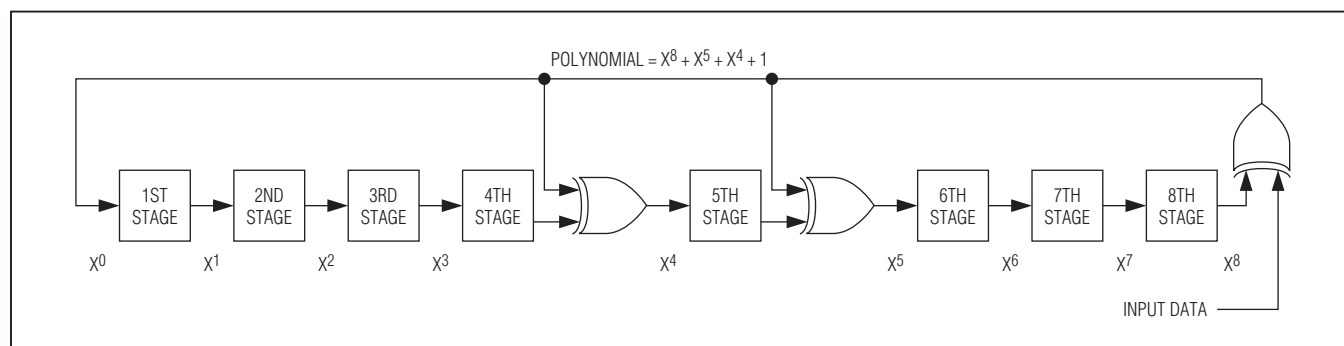 POLYNOMIAL = X⁸ + X⁵ + X⁴ + 1
1ST
STAGE
2ND
STAGE
3RD
STAGE
4TH
STAGE
5TH
STAGE
6TH
STAGE
7TH
STAGE
8TH
STAGE
X⁰
X¹
X²
X³
X⁴
X⁵
X⁶
X⁷
X⁸
INPUT DATA